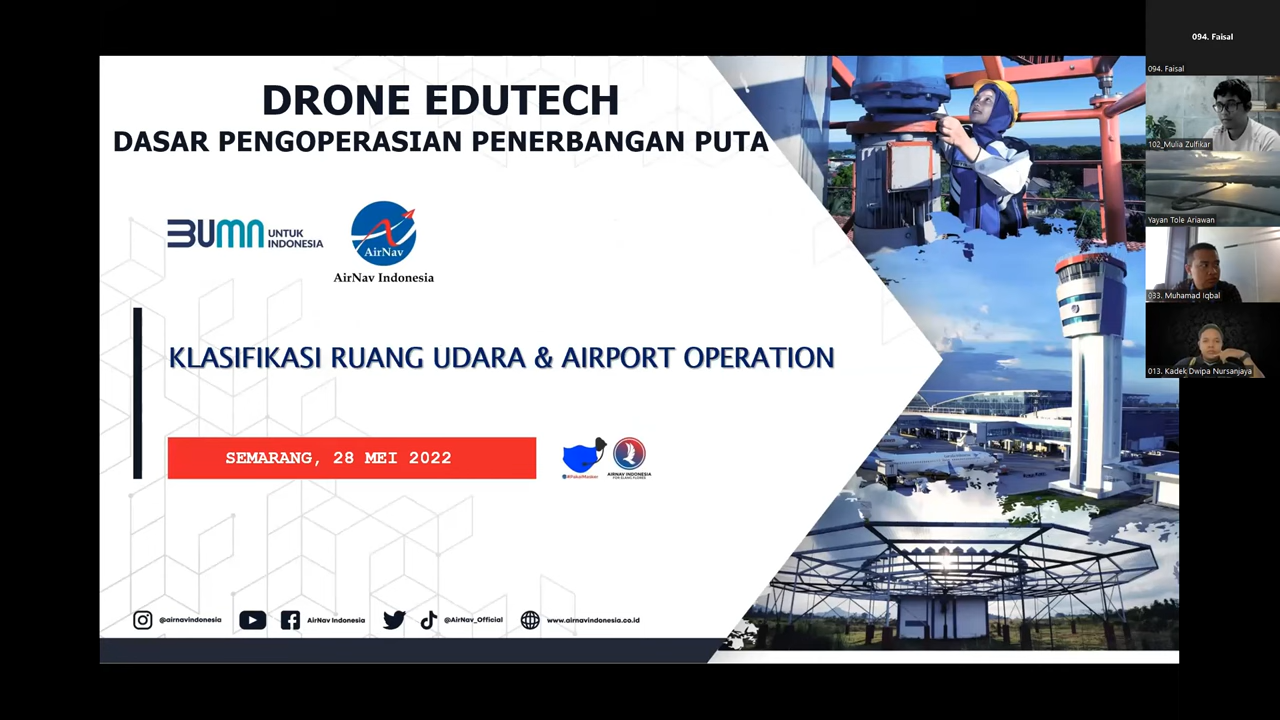 DRONE EDUTECH
DASAR PENGOPERASIAN PENERBANGAN PUTA
BUMN UNTUK INDONESIA
AirNav
AirNav Indonesia
KLASIFIKASI RUANG UDARA & AIRPORT OPERATION
SEMARANG, 28 MEI 2022
AIRNAV INDONESIA
@airnavindonesia
AirNav Indonesia
@AirNav_Official
www.airnavindonesia.co.id
094. Faisal
094. Faisal
102_Mulia Zulfikar
Yayan Tole Ariawan
033. Muhamad Iqbal
013. Kadek Dwipa Nursanjaya